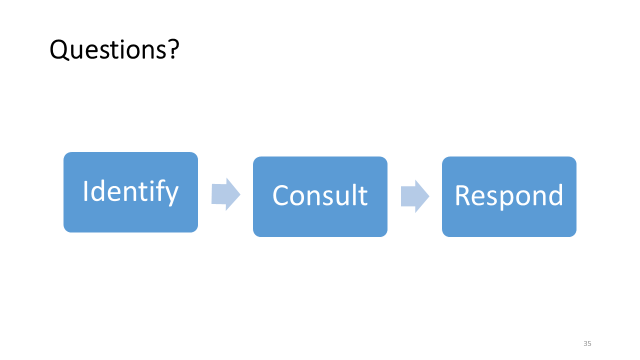 Questions?
Identify
Consult
Respond
35